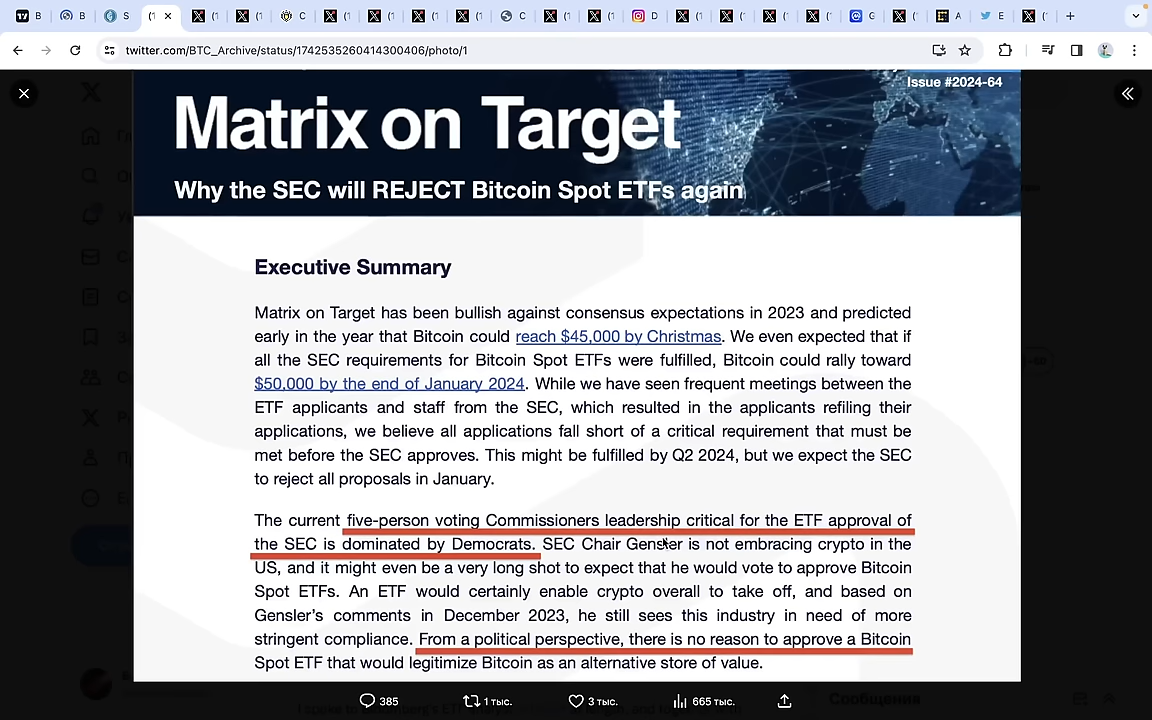 twitter.com/BTC_Archive/status/1742535260414300406/photo/1
Issue #2024-64
Matrix on Target
Why the SEC will REJECT Bitcoin Spot ETFs again
Executive Summary
Matrix on Target has been bullish against consensus expectations in 2023 and predicted
early in the year that Bitcoin could reach $45,000 by Christmas. We even expected that if
all the SEC requirements for Bitcoin Spot ETFs were fulfilled, Bitcoin could rally toward
$50,000 by the end of January 2024. While we have seen frequent meetings between the
ETF applicants and staff from the SEC, which resulted in the applicants refiling their
applications, we believe all applications fall short of a critical requirement that must be
met before the SEC approves. This might be fulfilled by Q2 2024, but we expect the SEC
to reject all proposals in January.
The current five-person voting Commissioners leadership critical for the ETF approval of
the SEC is dominated by Democrats. SEC Chair Gensler is not embracing crypto in the
US, and it might even be a very long shot to expect that he would vote to approve Bitcoin
Spot ETFs. An ETF would certainly enable crypto overall to take off, and based on
Gensler's comments in December 2023, he still sees this industry in need of more
stringent compliance. From a political perspective, there is no reason to approve a Bitcoin
Spot ETF that would legitimize Bitcoin as an alternative store of value.
385 1 тыс. 3 тыс. 665 тыс.
Сообщения